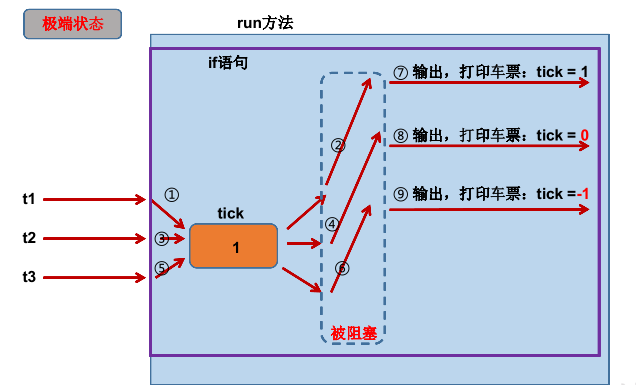 极端状态
run方法
if语句
⑦ 输出，打印车票：tick = 1
②
⑧ 输出，打印车票：tick = 0
t1
①
⑨ 输出，打印车票：tick =-1
tick
t2
③
1
④
t3
⑤
⑥
被阻塞